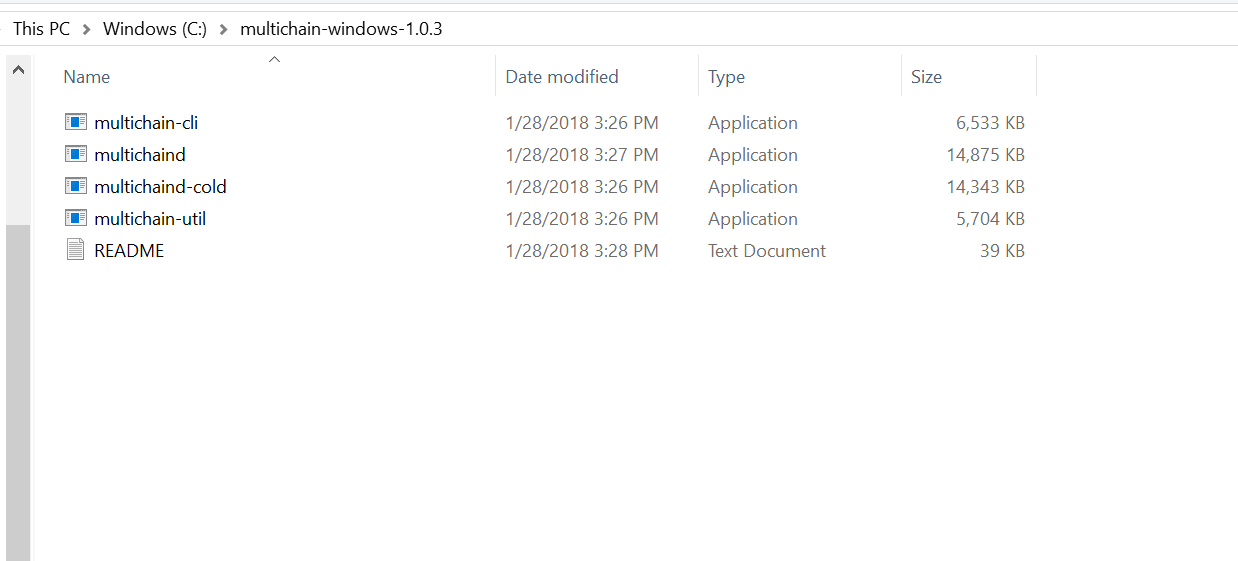 This PC > Windows (C:) > multichain-windows-1.0.3
Name Date modified Type Size
multichain-cli 1/28/2018 3:26 PM Application 6,533 KB
multichaind 1/28/2018 3:27 PM Application 14,875 KB
multichaind-cold 1/28/2018 3:26 PM Application 14,343 KB
multichain-util 1/28/2018 3:26 PM Application 5,704 KB
README 1/28/2018 3:28 PM Text Document 39 KB